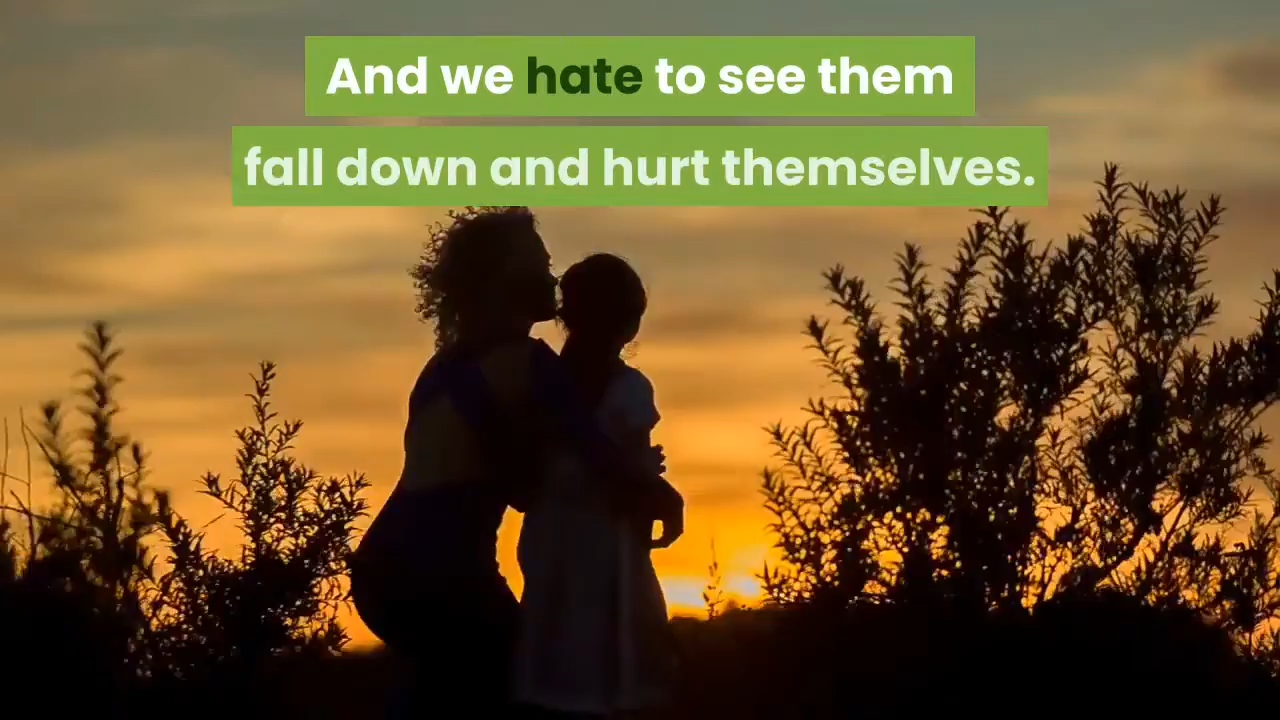 And we hate to see them
fall down and hurt themselves.